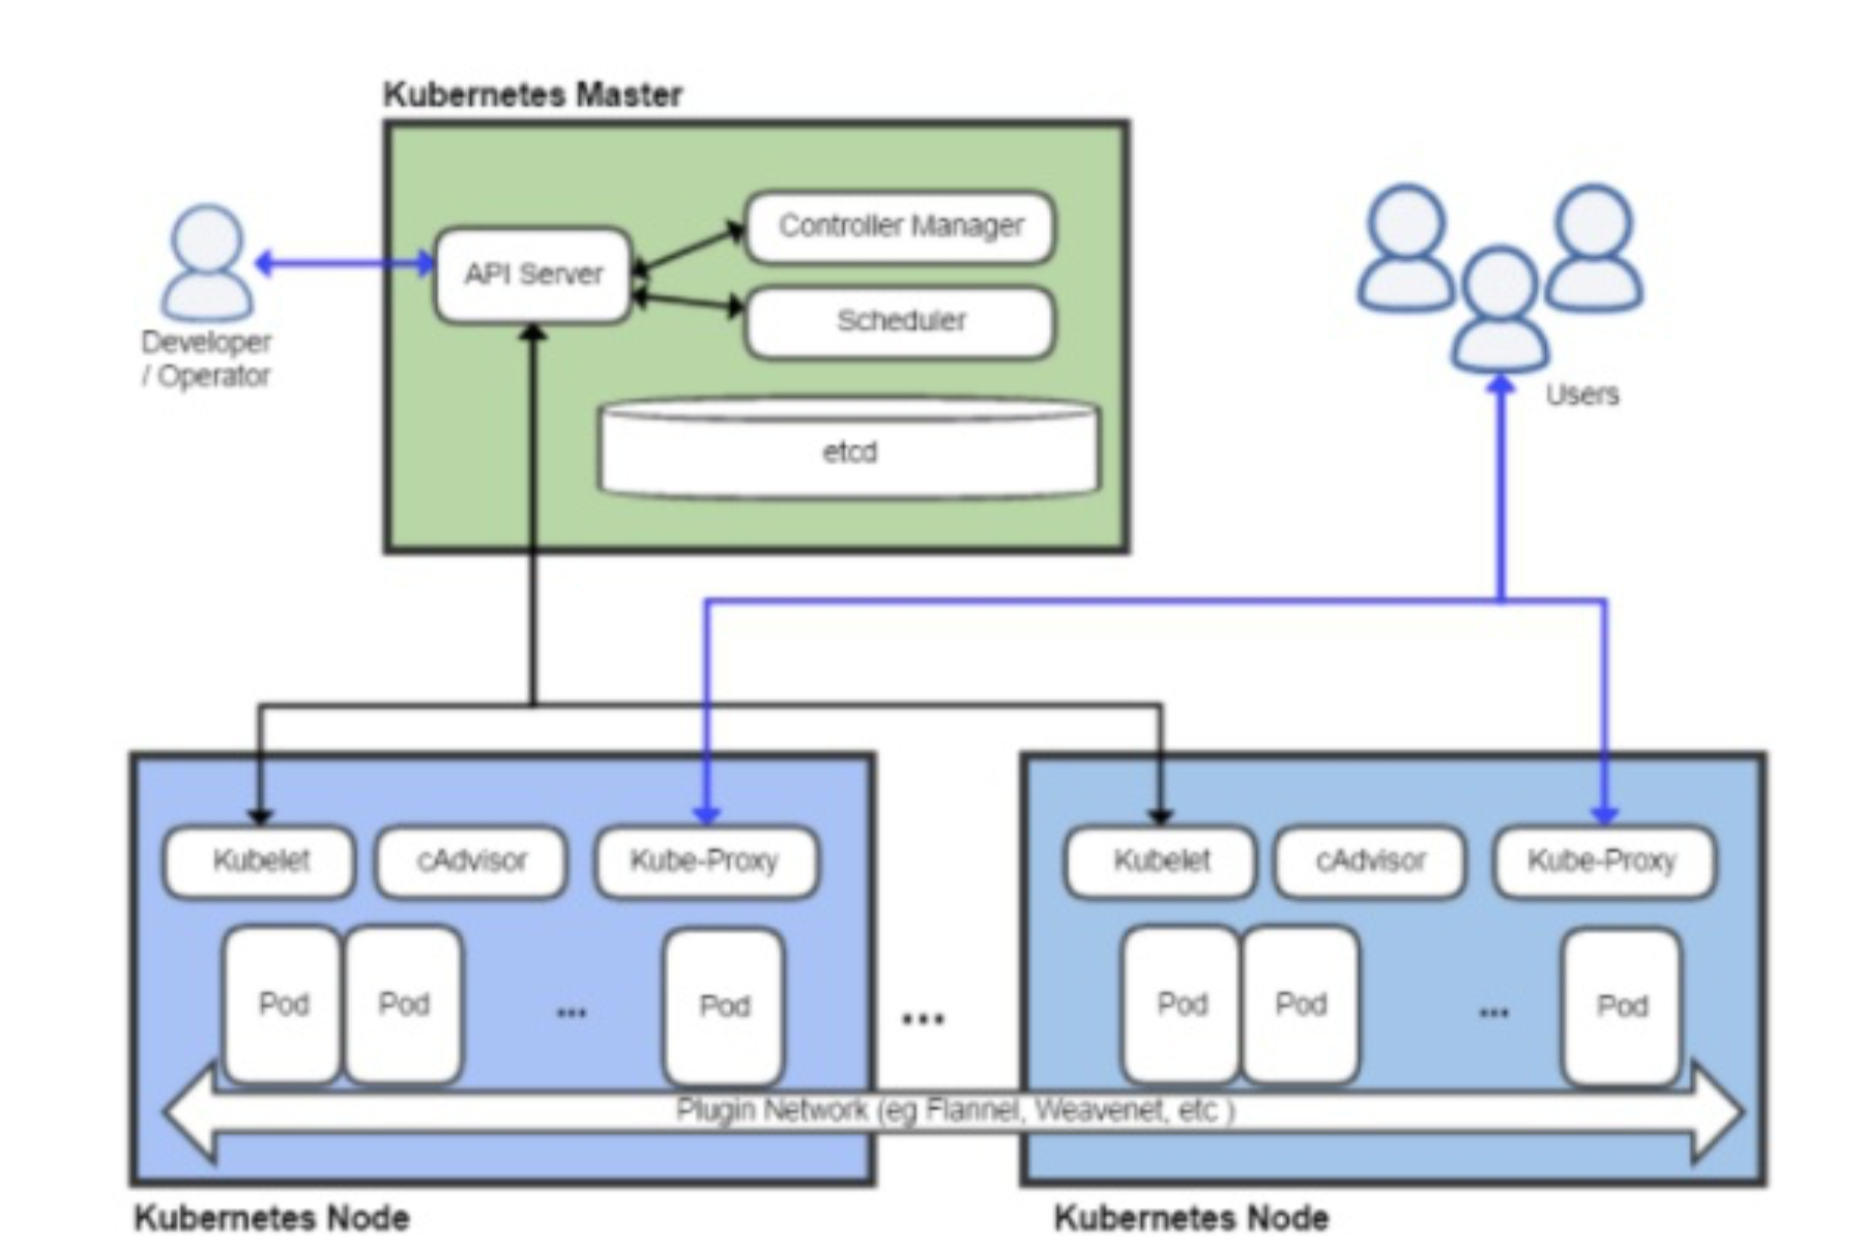 Kubernetes Master
Controller Manager
API Server
Scheduler
Developer
/ Operator
etcd
Users
Kubelet
cAdvisor
Kube-Proxy
Kubelet
cAdvisor
Kube-Proxy
Pod
Pod
...
Pod
...
Pod
Pod
...
Pod
Plugin Network (eg Flannel, Weavenet, etc )
Kubernetes Node
Kubernetes Node